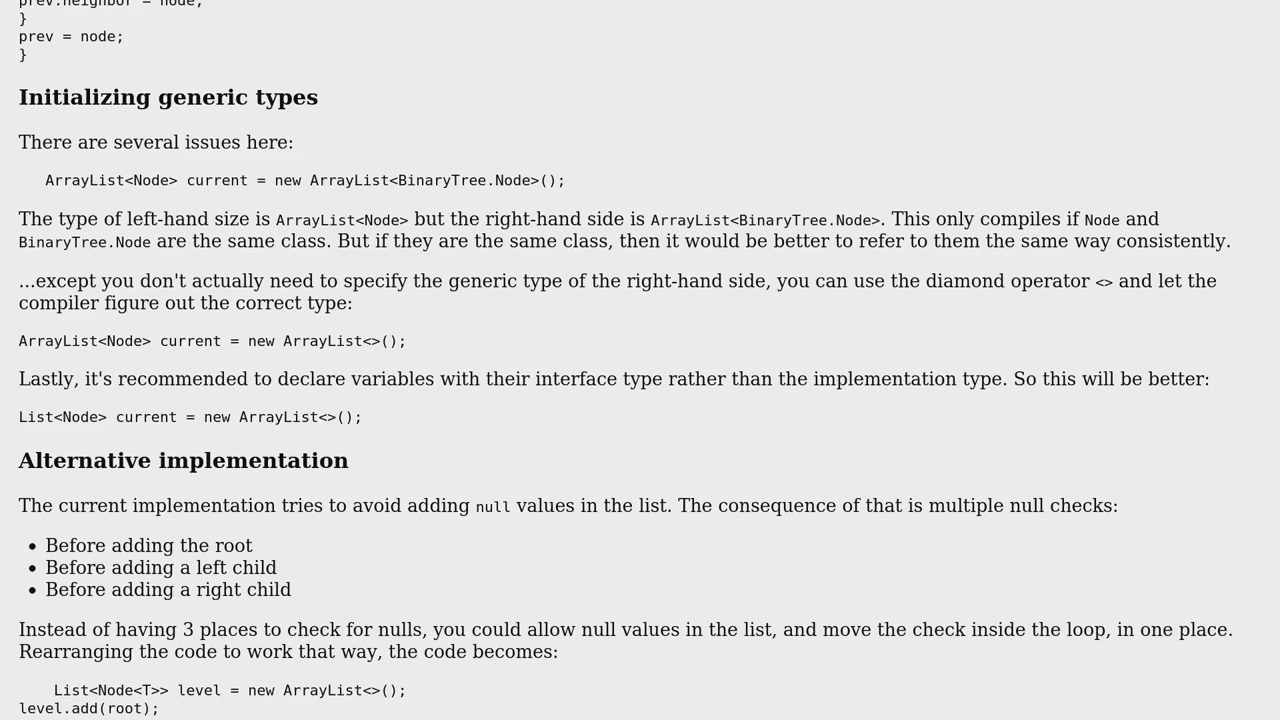 prev.neighbor = node;
}
prev = node;
}
Initializing generic types
There are several issues here:
ArrayList<Node> current = new ArrayList<BinaryTree.Node>();
The type of left-hand size is ArrayList<Node> but the right-hand side is ArrayList<BinaryTree.Node>. This only compiles if Node and
BinaryTree.Node are the same class. But if they are the same class, then it would be better to refer to them the same way consistently.
...except you don't actually need to specify the generic type of the right-hand side, you can use the diamond operator <> and let the
compiler figure out the correct type:
ArrayList<Node> current = new ArrayList<>();
Lastly, it's recommended to declare variables with their interface type rather than the implementation type. So this will be better:
List<Node> current = new ArrayList<>();
Alternative implementation
The current implementation tries to avoid adding null values in the list. The consequence of that is multiple null checks:
• Before adding the root
• Before adding a left child
• Before adding a right child
Instead of having 3 places to check for nulls, you could allow null values in the list, and move the check inside the loop, in one place.
Rearranging the code to work that way, the code becomes:
List<Node<T>> level = new ArrayList<>();
level.add(root);